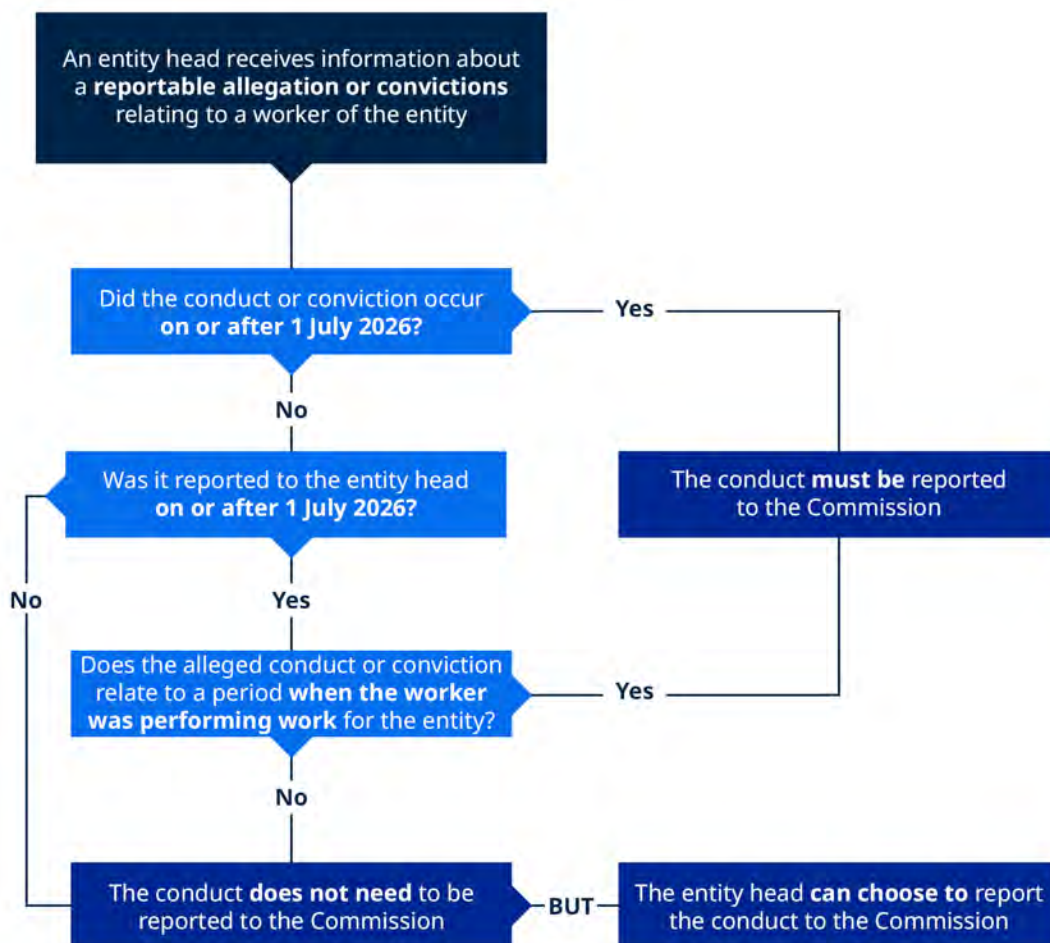 An entity head receives information about
a reportable allegation or convictions
relating to a worker of the entity
Did the conduct or conviction occur
on or after 1 July 2026?
Yes
No
Was it reported to the entity head
on or after 1 July 2026?
The conduct must be reported
to the Commission
No
Yes
Does the alleged conduct or conviction
relate to a period when the worker
was performing work for the entity?
Yes
No
The conduct does not need to be
reported to the Commission
BUT
The entity head can choose to report
the conduct to the Commission